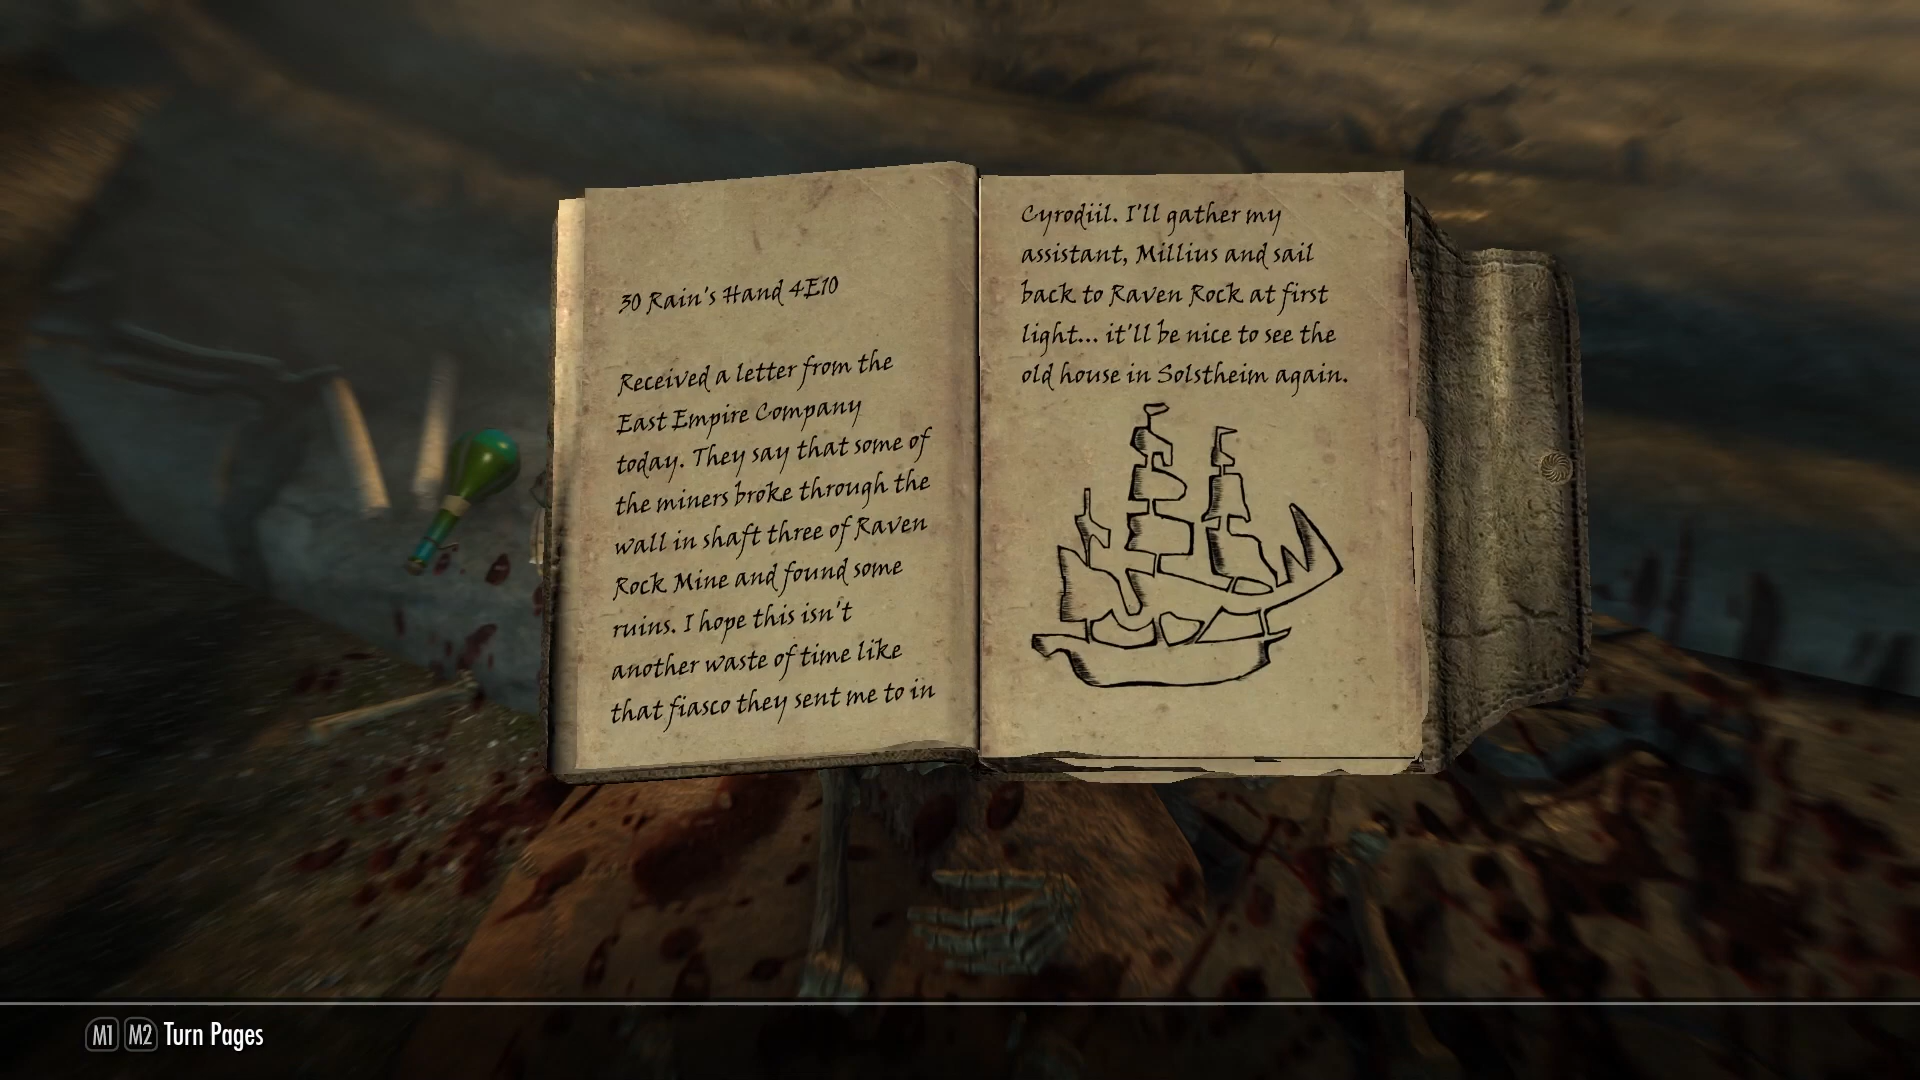 30 Rain's Hand 4E10
Received a letter from the
East Empire Company
today. They say that some of
the miners broke through the
wall in shaft three of Raven
Rock Mine and found some
ruins. I hope this isn't
another waste of time like
that fiasco they sent me to in
Cyrodiil. I'll gather my
assistant, Millius and sail
back to Raven Rock at first
light... it'll be nice to see the
old house in Solstheim again.
M1 M2 Turn Pages